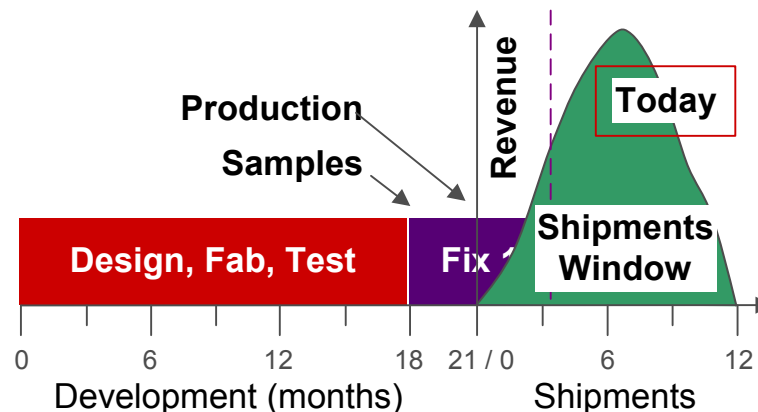 Revenue
Today
Production
Samples
Design, Fab, Test
Fix 1
Shipments
Window
0 6 12 18 21 / 0 6 12
Development (months) Shipments